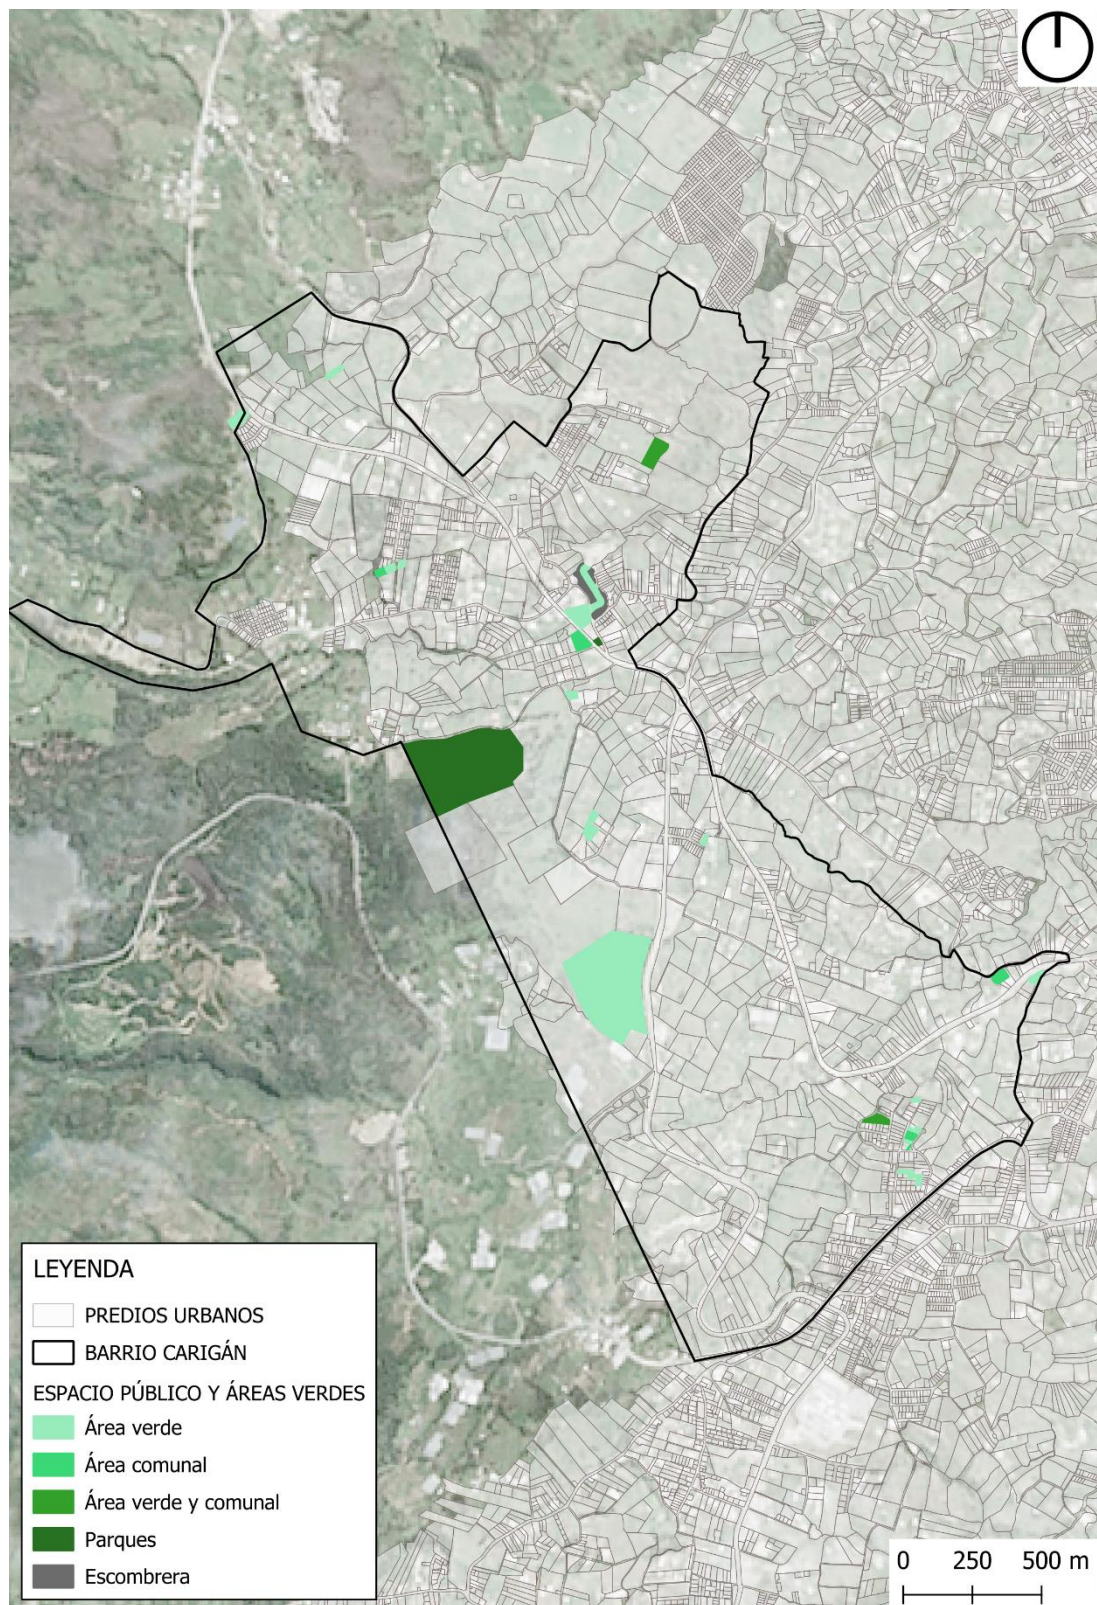 LEYENDA
PREDIOS URBANOS
BARRIO CARIGÁN
ESPACIO PÚBLICO Y ÁREAS VERDES
Área verde
Área comunal
Área verde y comunal
Parques
Escombrera
0 250 500 m